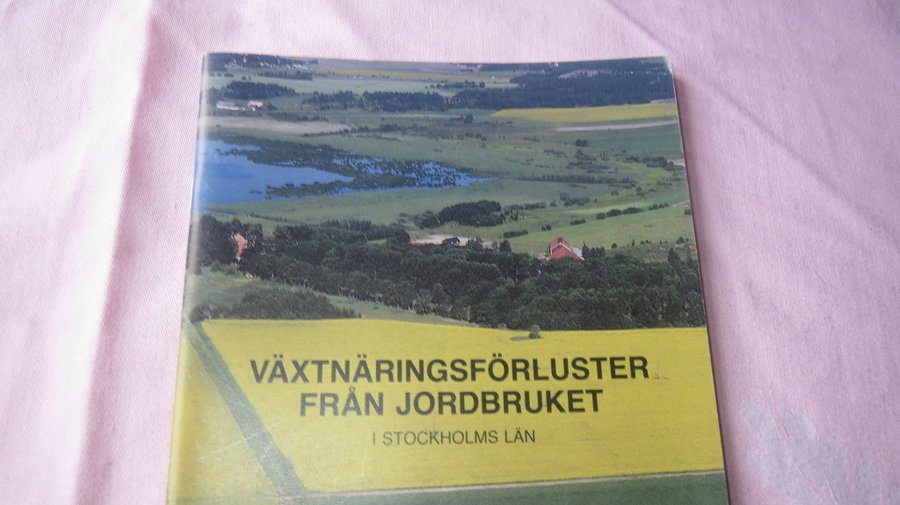 VÄXTNÄRINGSFÖRLUSTER
FRÅN JORDBRUKET
I STOCKHOLMS LÄN